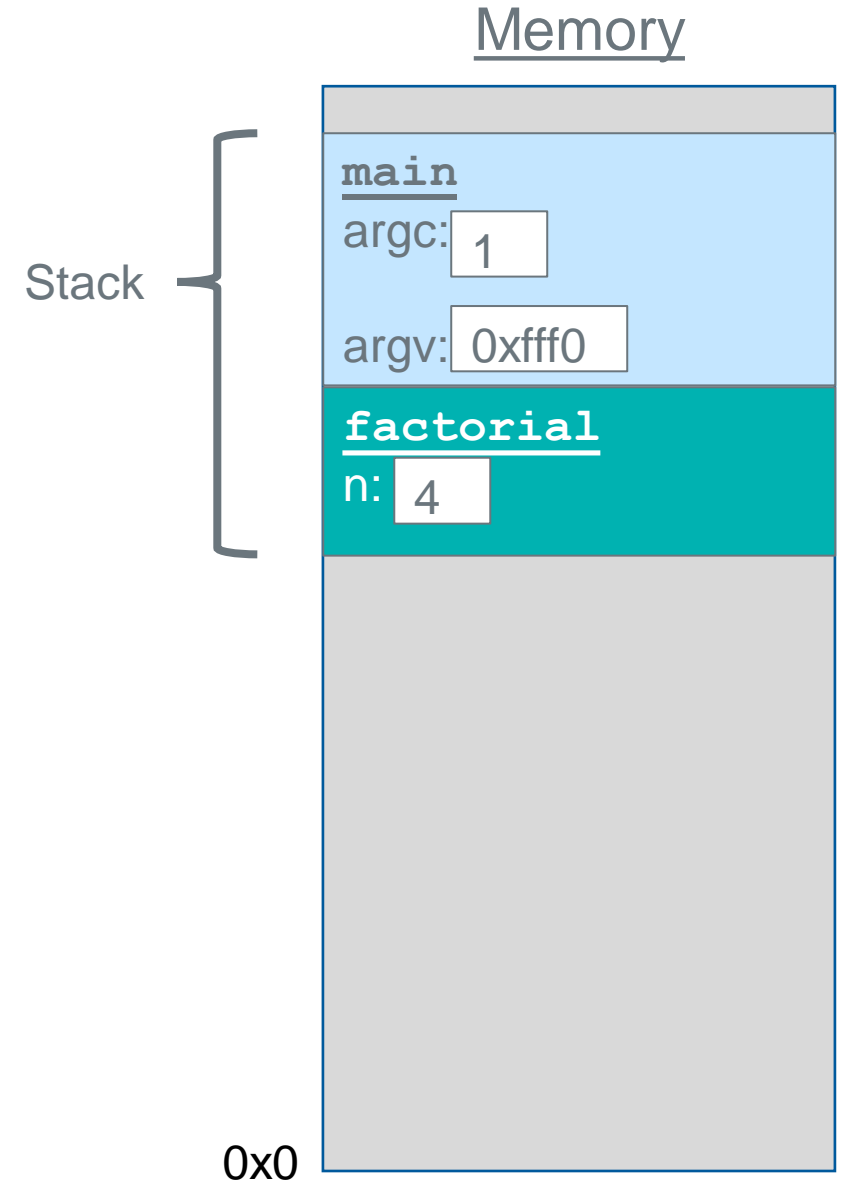 Memory
main
argc: 1
Stack
argv: 0xfff0
factorial
n: 4
0x0